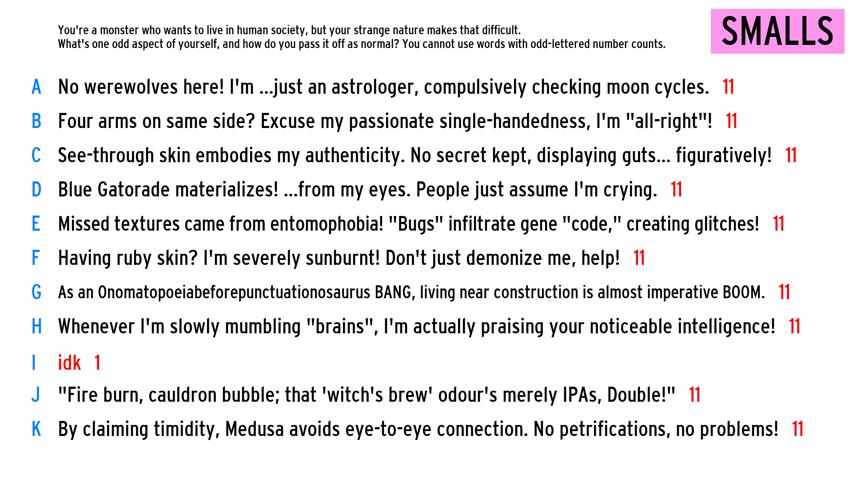 You're a monster who wants to live in human society, but your strange nature makes that difficult.
What's one odd aspect of yourself, and how do you pass it off as normal? You cannot use words with odd-lettered number counts.
SMALLS
A No werewolves here! I'm ...just an astrologer, compulsively checking moon cycles. 11
B Four arms on same side? Excuse my passionate single-handedness, I'm "all-right"! 11
C See-through skin embodies my authenticity. No secret kept, displaying guts... figuratively! 11
D Blue Gatorade materializes! ...from my eyes. People just assume I'm crying. 11
E Missed textures came from entomophobia! "Bugs" infiltrate gene "code," creating glitches! 11
F Having ruby skin? I'm severely sunburnt! Don't just demonize me, help! 11
G As an Onomatopoeiabeforepunctuationosaurus BANG, living near construction is almost imperative BOOM. 11
H Whenever I'm slowly mumbling "brains", I'm actually praising your noticeable intelligence! 11
I idk 1
J "Fire burn, cauldron bubble; that 'witch's brew' odour's merely IPAs, Double!" 11
K By claiming timidity, Medusa avoids eye-to-eye connection. No petrifications, no problems! 11